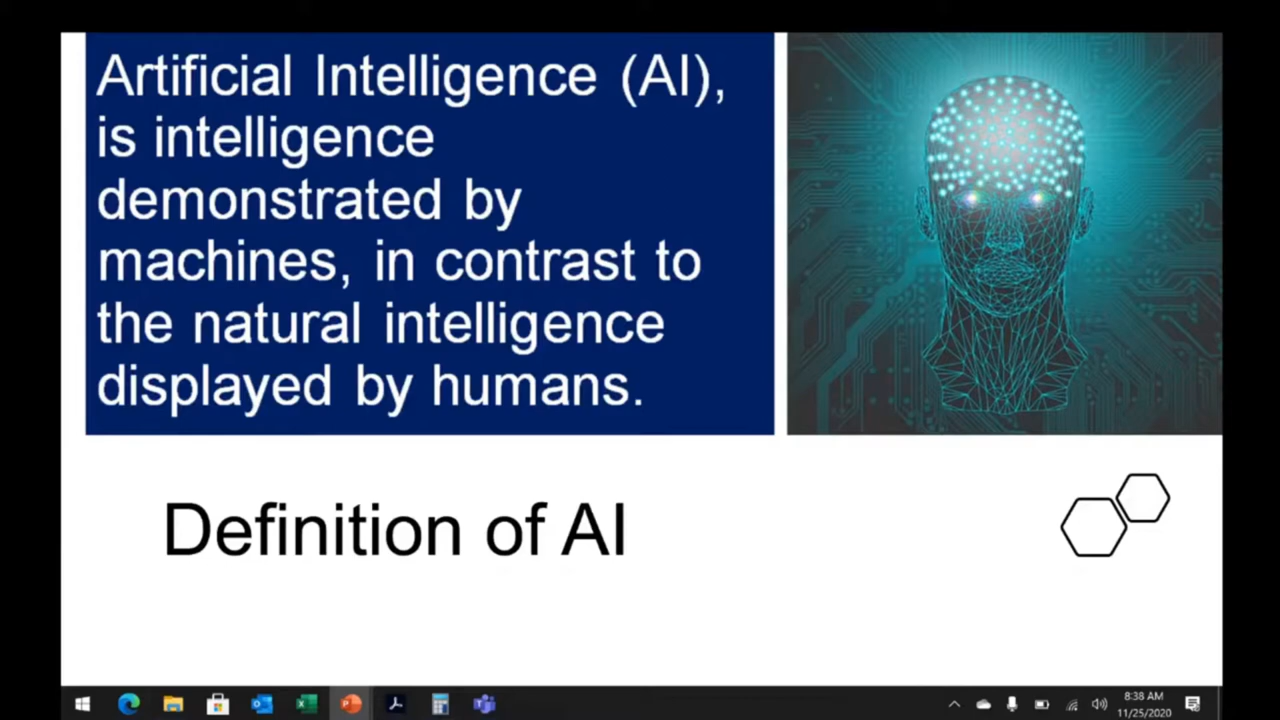 Artificial Intelligence (AI),
is intelligence
demonstrated by
machines, in contrast to
the natural intelligence
displayed by humans.
Definition of AI
8:38 AM
11/25/2020